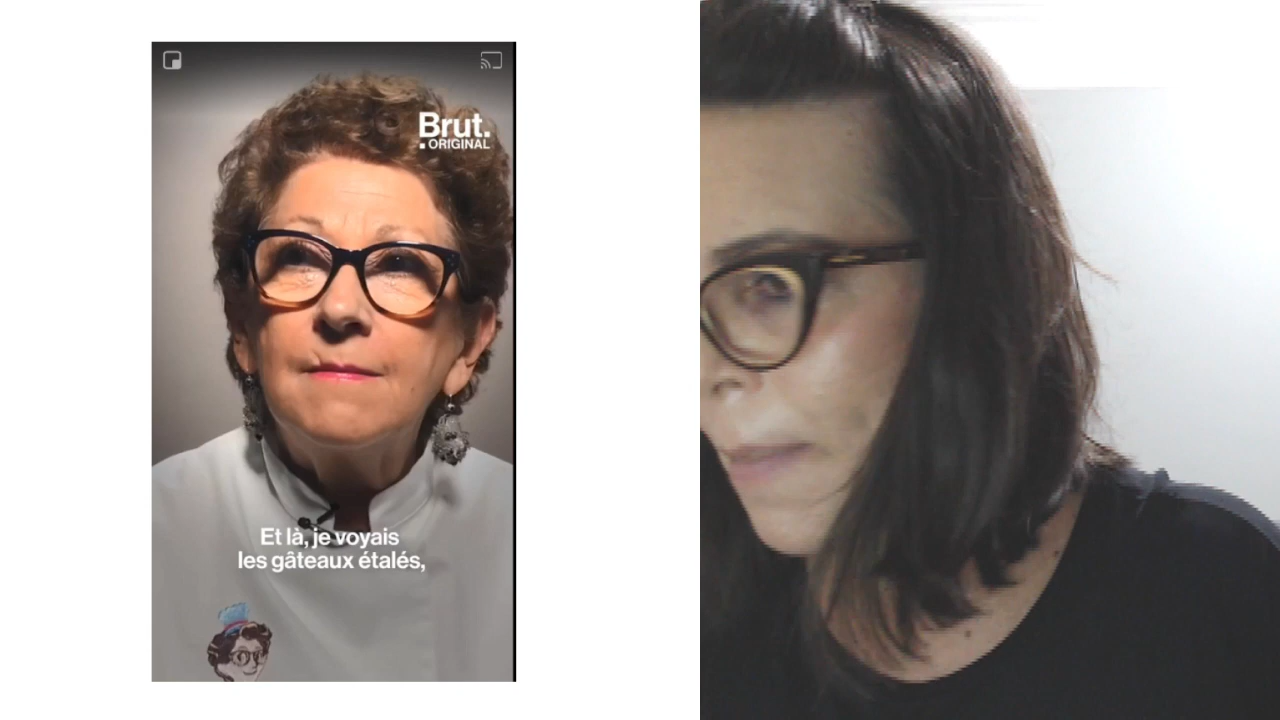 Brut.
ORIGINAL
Et là, je voyais
les gâteaux étalés,